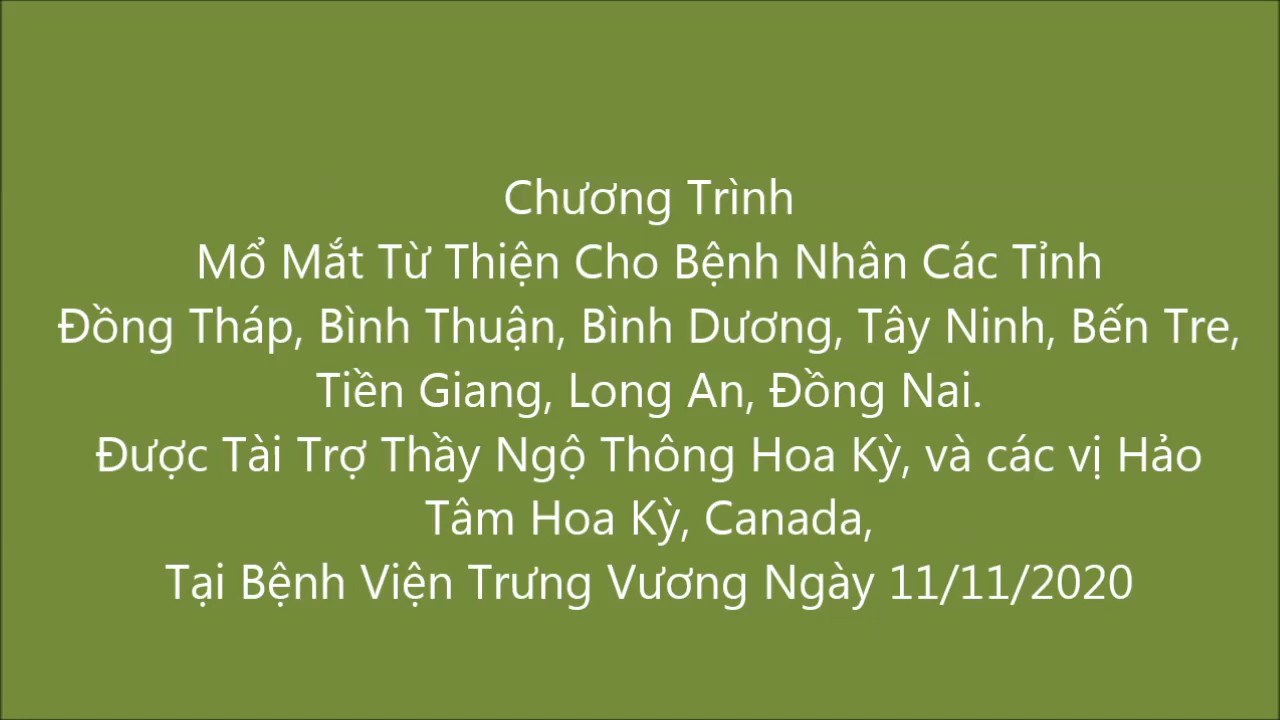 Chương Trình
Mổ Mắt Từ Thiện Cho Bệnh Nhân Các Tỉnh
Đồng Tháp, Bình Thuận, Bình Dương, Tây Ninh, Bến Tre,
Tiền Giang, Long An, Đồng Nai.
Được Tài Trợ Thầy Ngộ Thông Hoa Kỳ, và các vị Hảo
Tâm Hoa Kỳ, Canada,
Tại Bệnh Viện Trưng Vương Ngày 11/11/2020